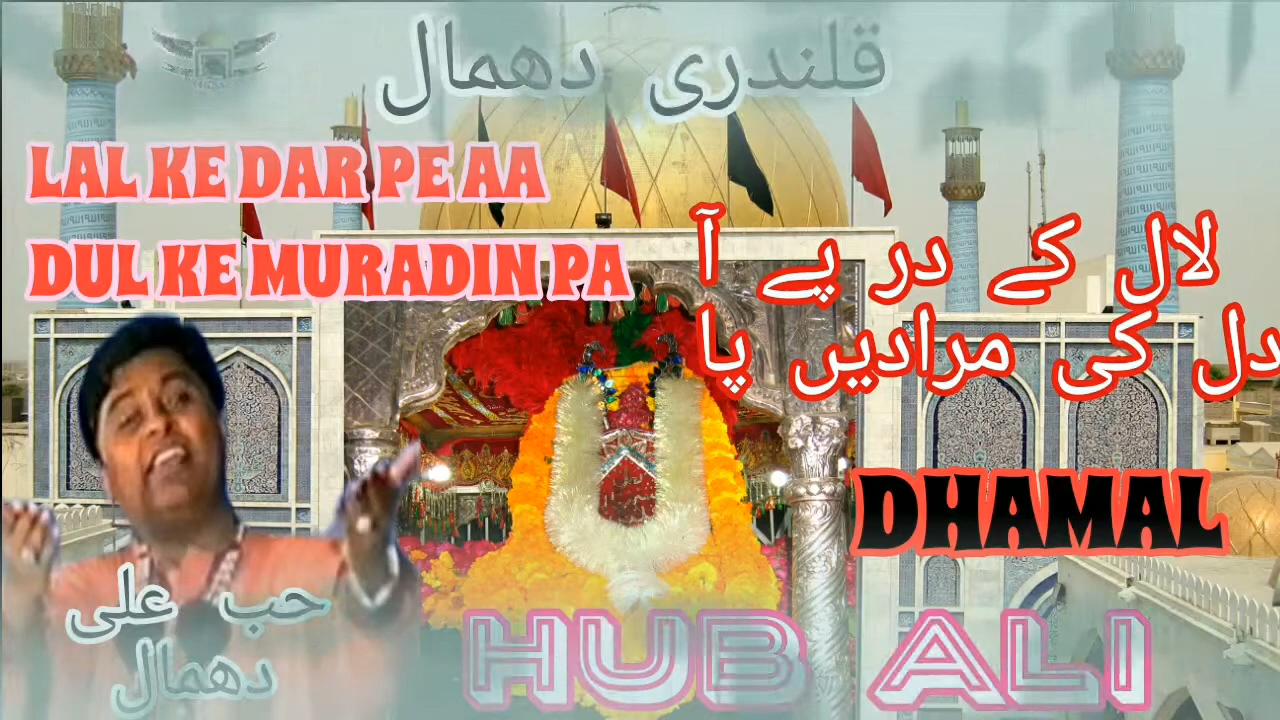 قلندری دھمال
LAL KE DAR PE AA
DUL KE MURADIN PA
لال کے در پے آ
دل کی مرادیں پا
DHAMAL
حب علی
دھمال
HUB ALI